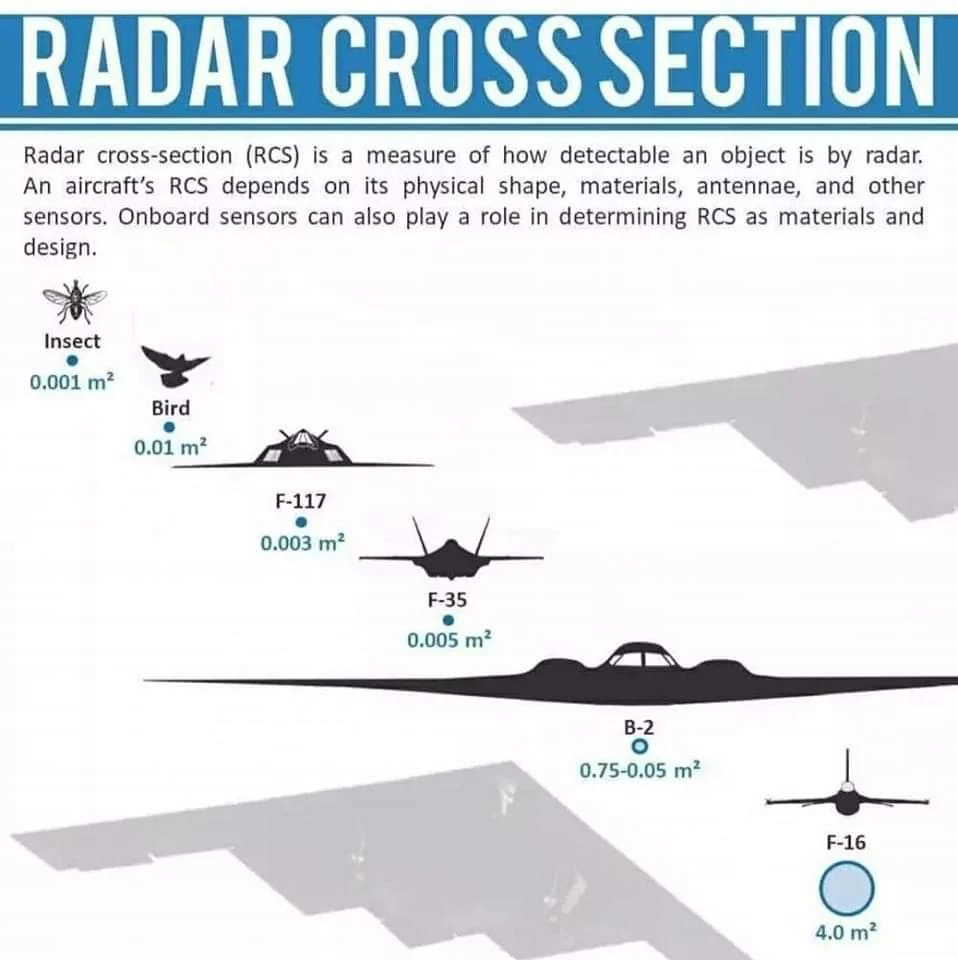 RADAR CROSS SECTION
Radar cross-section (RCS) is a measure of how detectable an object is by radar.
An aircraft's RCS depends on its physical shape, materials, antennae, and other
sensors. Onboard sensors can also play a role in determining RCS as materials and
design.
Insect
0.001 m²
Bird
0.01 m²
F-117
0.003 m²
F-35
0.005 m²
B-2
0.75-0.05 m²
F-16
4.0 m²